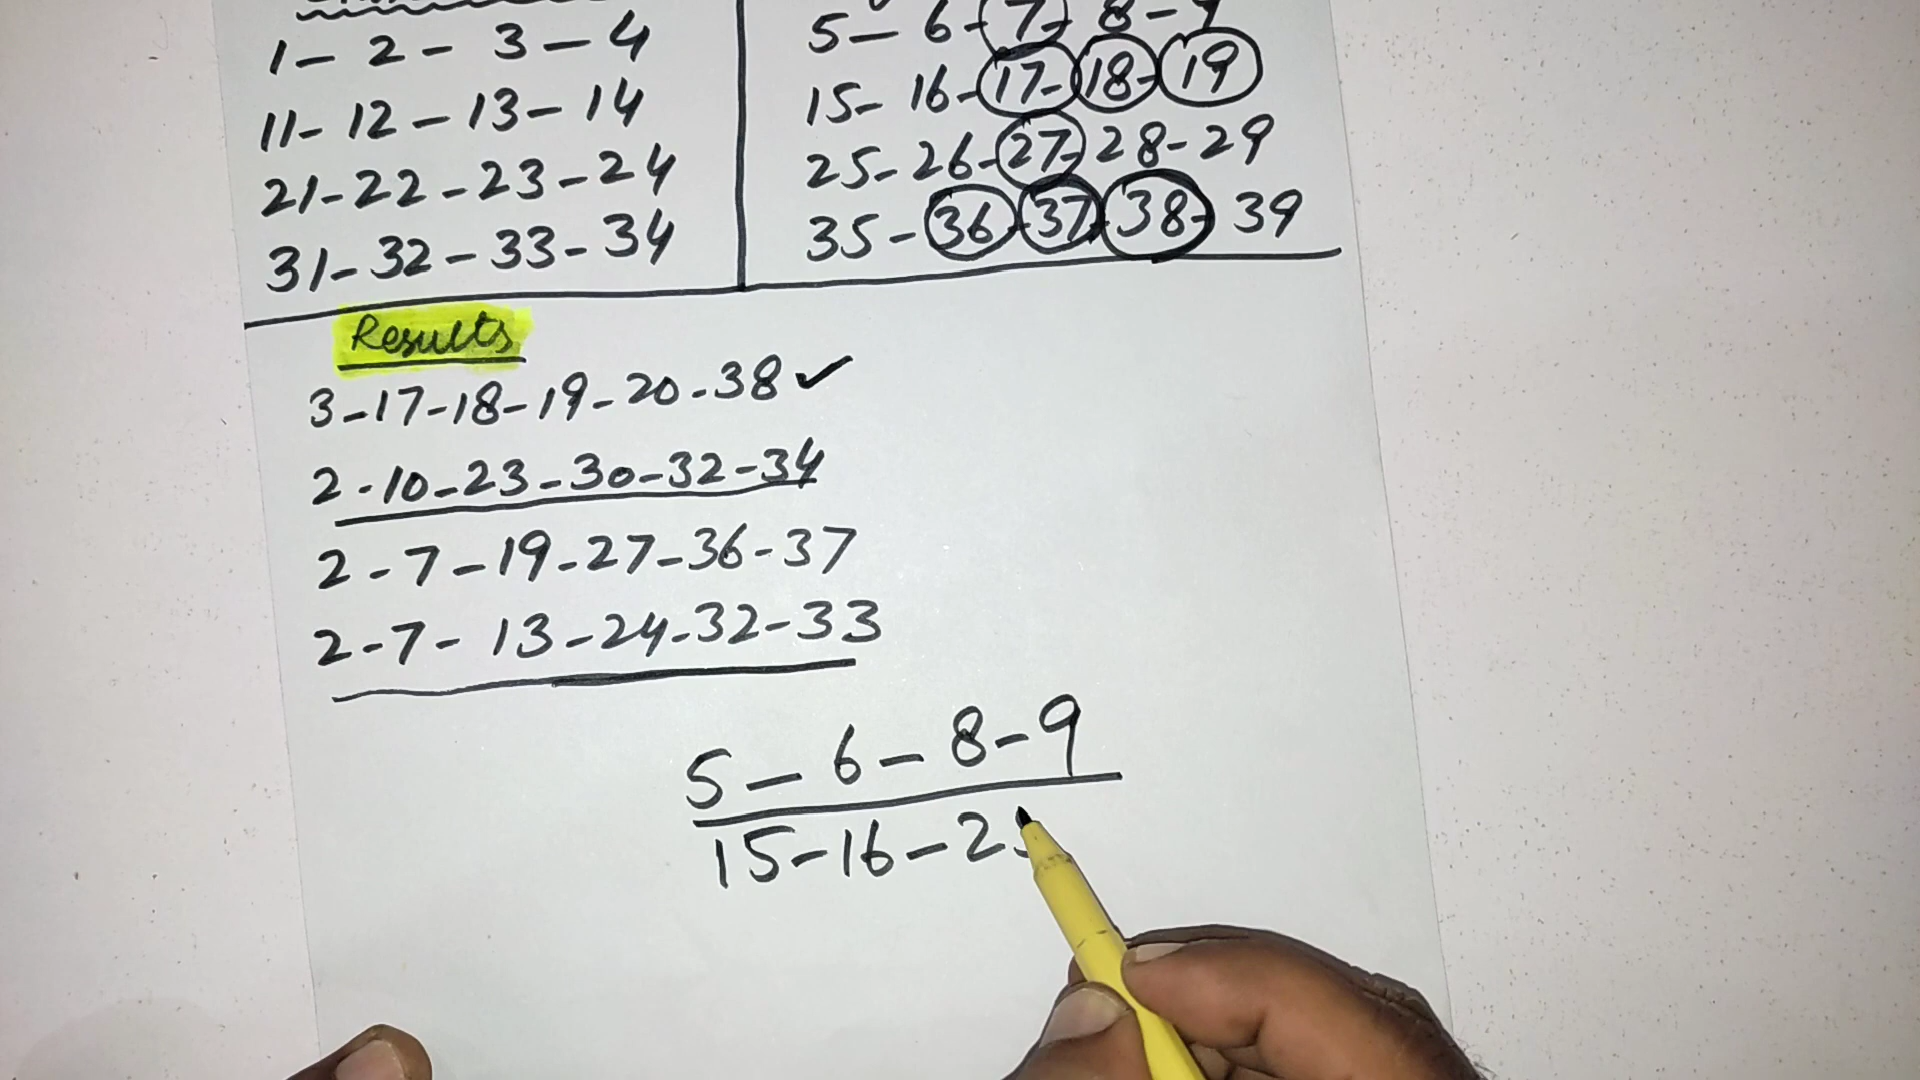 1 - 2 - 3 - 4
11 - 12 - 13 - 14
21 - 22 - 23 - 24
31 - 32 - 33 - 34
5 - 6 - 7 - 8 - 9
15 - 16 - 17 - 18 - 19
25 - 26 - 27 - 28 - 29
35 - 36 - 37 - 38 - 39
Results
3 - 17 - 18 - 19 - 20 - 38 ✓
2 - 10 - 23 - 30 - 32 - 34
2 - 7 - 19 - 27 - 36 - 37
2 - 7 - 13 - 24 - 32 - 33
5 - 6 - 8 - 9
15 - 16 - 2